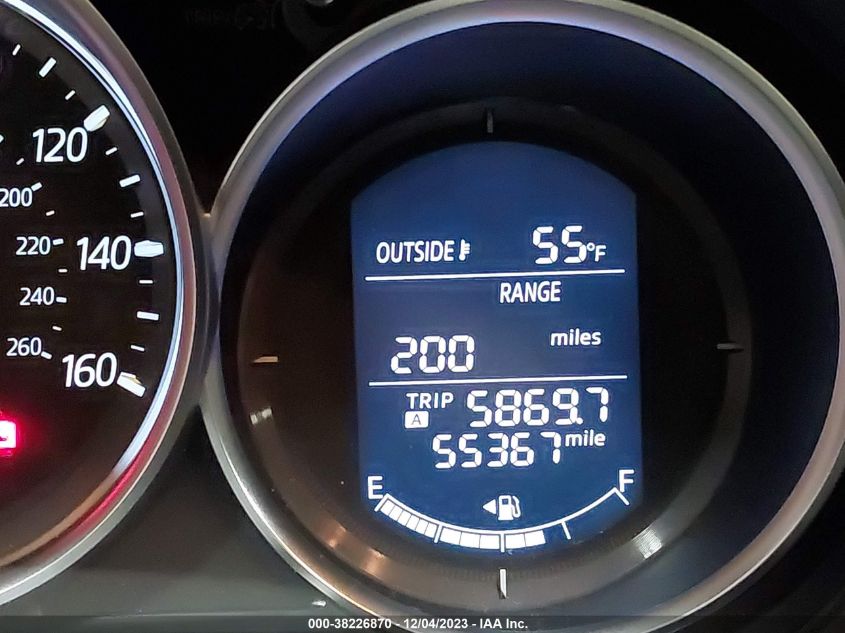 120
200
220 140
240
260 160
OUTSIDE 55°F
RANGE
200 miles
TRIP A 5869.7
55367 mile
E F
000-38226870 - 12/04/2023 - IAA Inc.